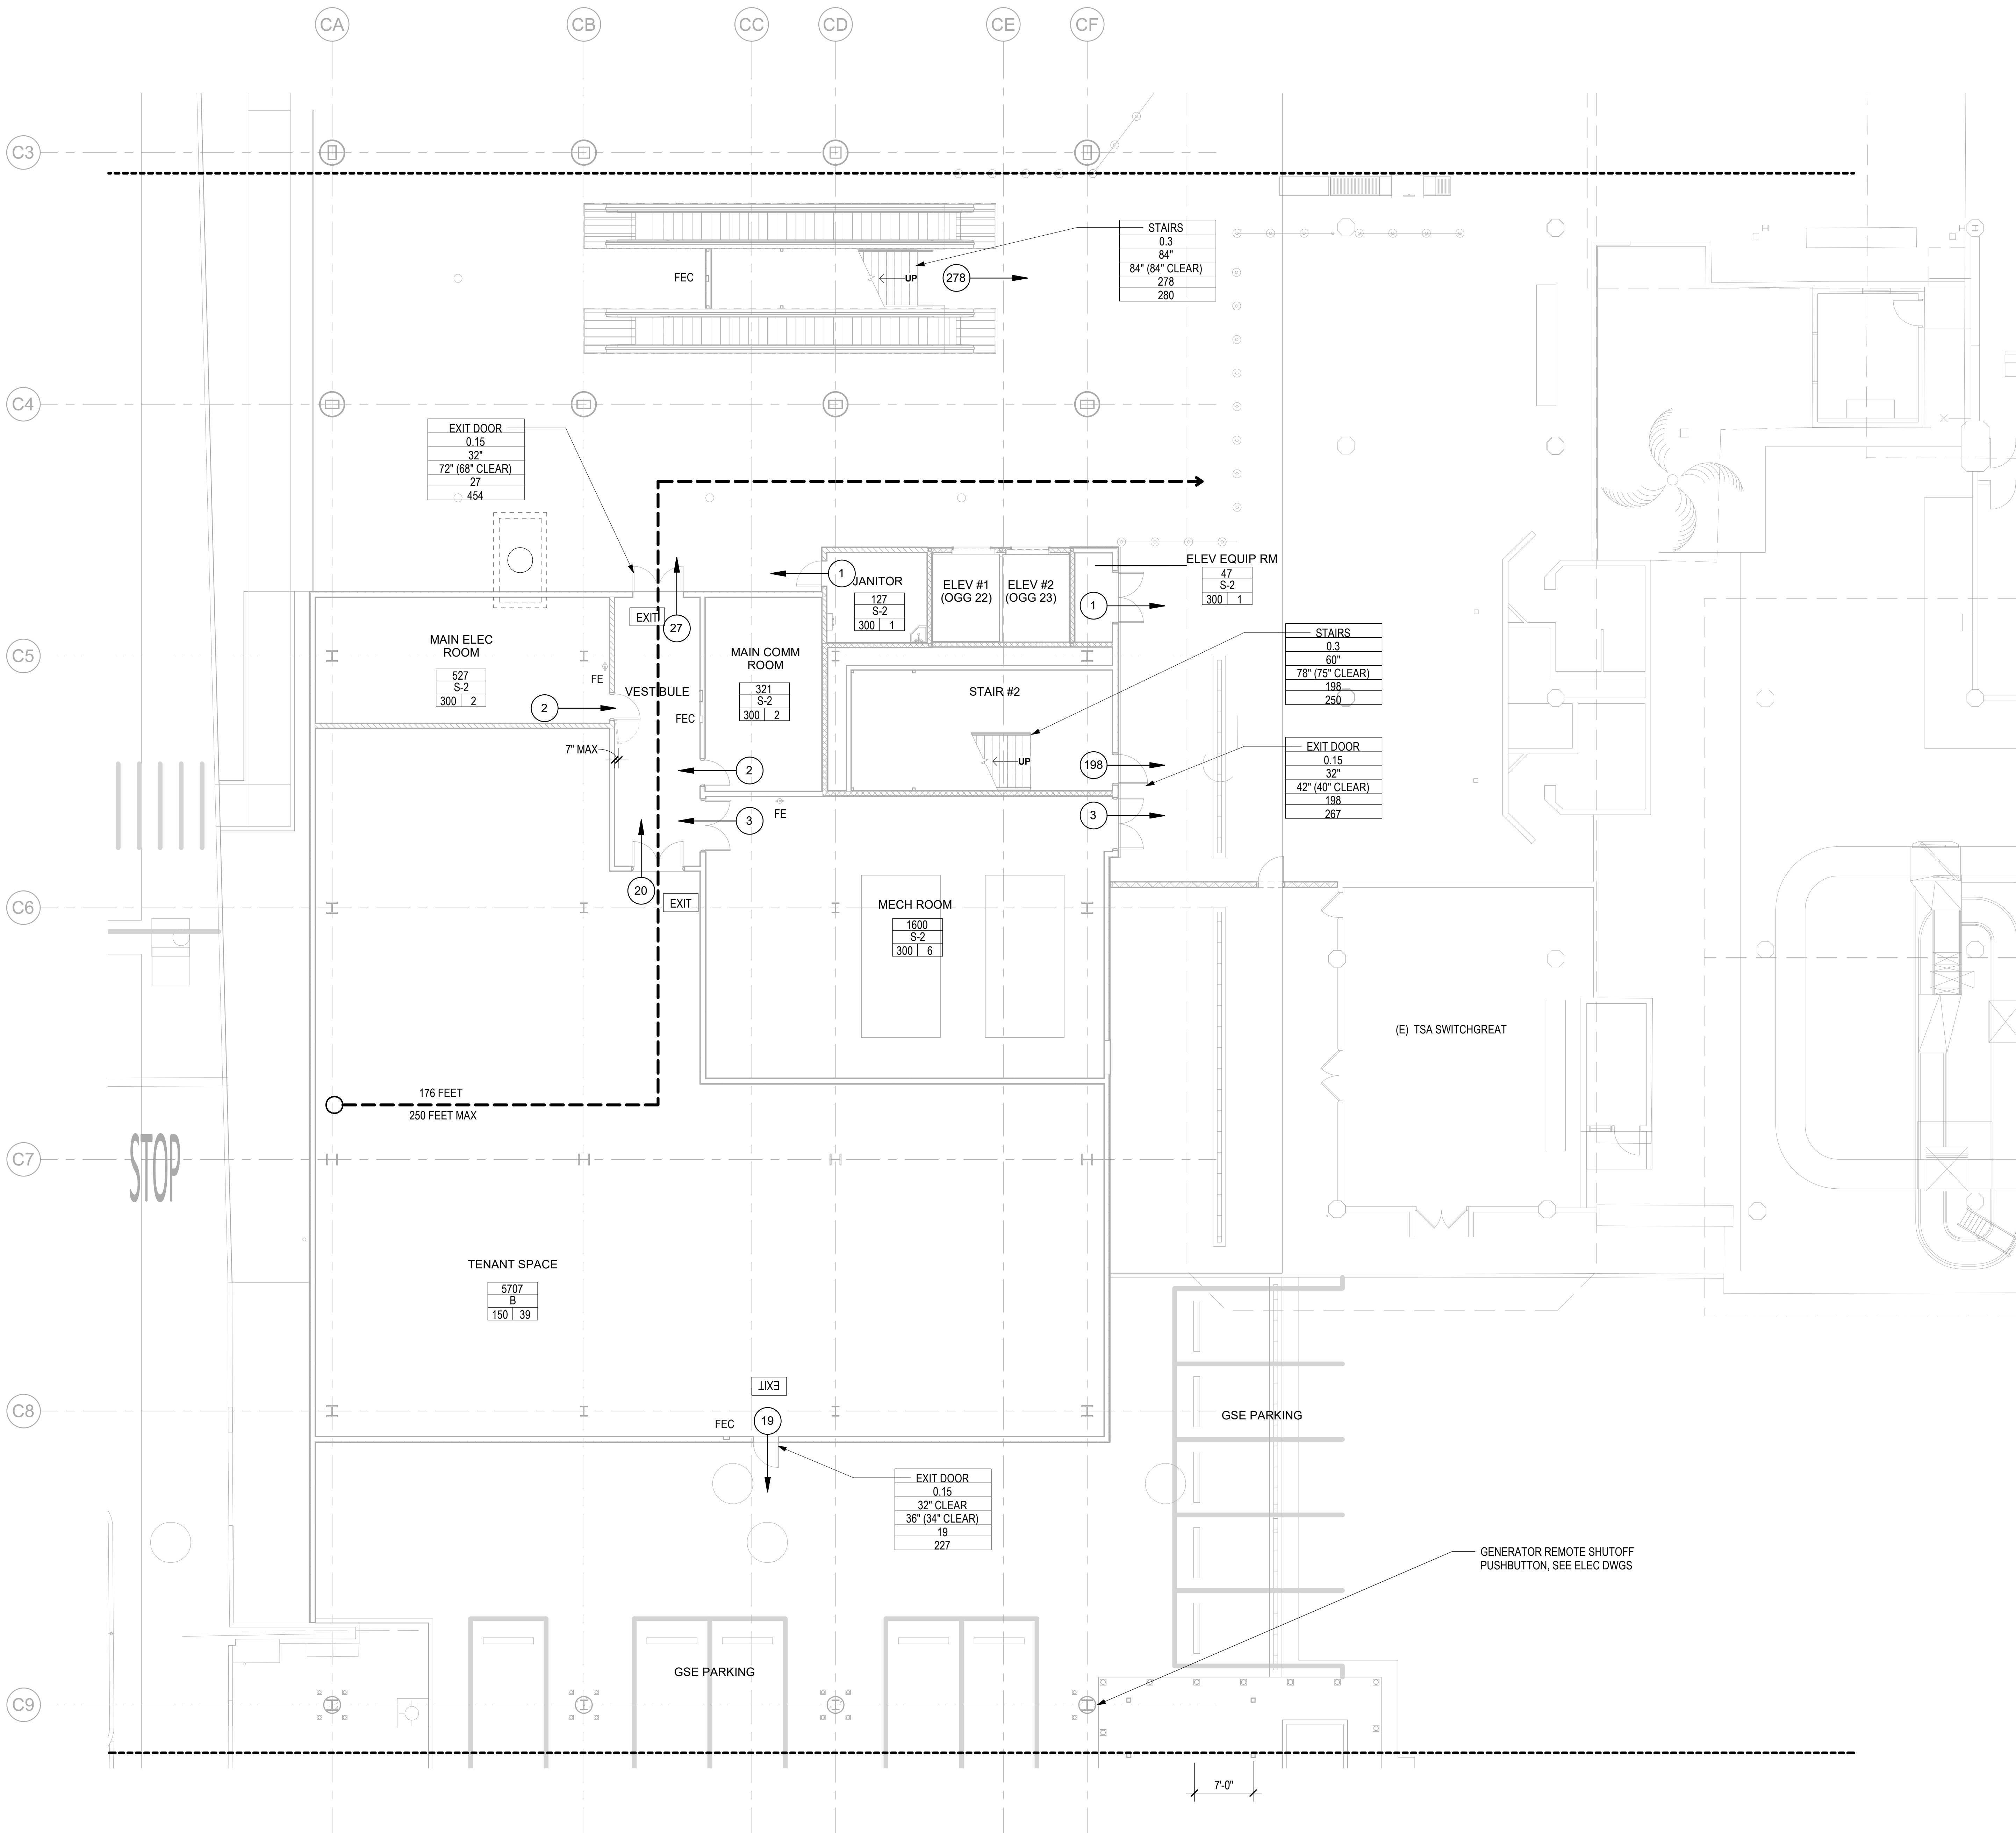 CA
CB
CC
CD
CE
CF
C3
STAIRS
0.3
84"
84" (84" CLEAR)
278
280
FEC
UP
278
C4
EXIT DOOR
0.15
32"
72" (68" CLEAR)
27
454
ELEV EQUIP RM
47
S-2
300 1
1
JANITOR
127
S-2
300 1
ELEV #1
(OGG 22)
ELEV #2
(OGG 23)
1
EXIT
27
C5
MAIN ELEC
ROOM
527
S-2
300 2
FE
VESTIBULE
FEC
2
7" MAX
MAIN COMM
ROOM
321
S-2
300 2
2
STAIR #2
UP
STAIRS
0.3
60"
78" (75" CLEAR)
198
250
198
EXIT DOOR
0.15
32"
42" (40" CLEAR)
198
267
3
FE
3
20
EXIT
C6
MECH ROOM
1600
S-2
300 6
(E) TSA SWITCHGREAT
176 FEET
250 FEET MAX
STOP
C7
TENANT SPACE
5707
B
150 39
EXIT
C8
FEC
19
GSE PARKING
EXIT DOOR
0.15
32" CLEAR
36" (34" CLEAR)
19
227
GENERATOR REMOTE SHUTOFF
PUSHBUTTON, SEE ELEC DWGS
GSE PARKING
C9
7'-0"